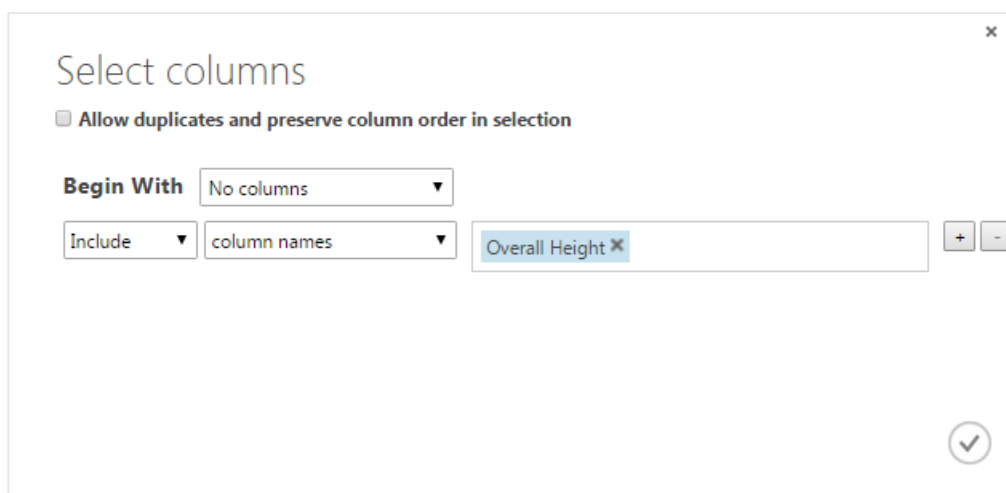 Select columns
Allow duplicates and preserve column order in selection
Begin With No columns
Include column names Overall Height + -